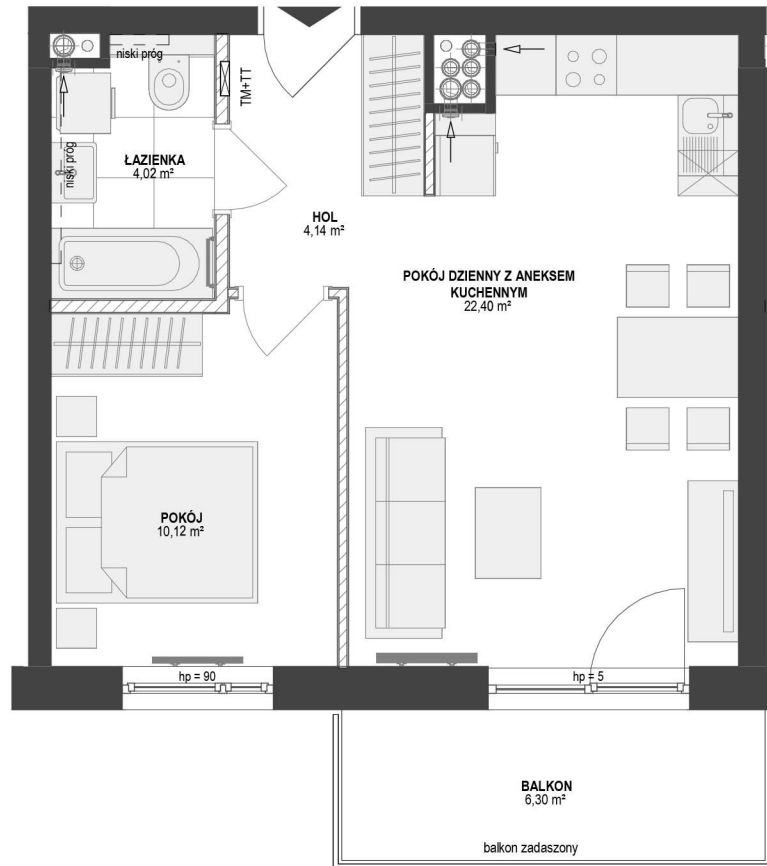 niski próg
TM+TT
ŁAZIENKA
4,02 m²
niski próg
HOL
4,14 m²
POKÓJ DZIENNY Z ANEKSEM
KUCHENNYM
22,40 m²
POKÓJ
10,12 m²
hp = 90
hp = 5
BALKON
6,30 m²
balkon zadaszony